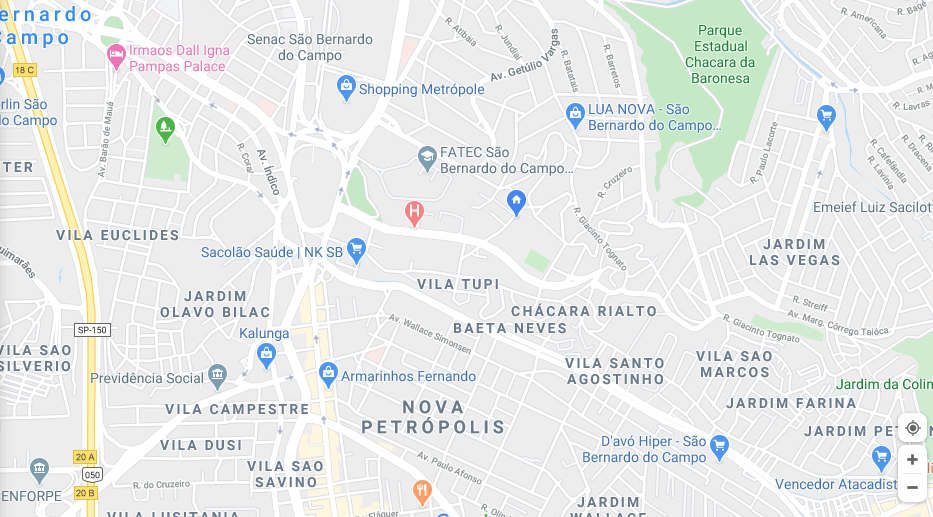 ernardo
Campo
Senac São Bernardo
do Campo
R. Atibaia
R. Jundiaí
Av. Getúlio Vargas
R. Batatais
R. Barretos
Parque
Estadual
Chacara da
Baronesa
R. Americana
R. Bagé
Irmaos Dall Igna
Pampas Palace
18 C
Shopping Metrópole
rlin São
do Campo
Av. Barão de Mauá
LUA NOVA - São
Bernardo do Campo...
R. Lavras
R. Paulo Lacorte
R. Cafelândia
R. Lavínia
R. Dracena
TER
R. Coral
Av. Índico
FATEC São
Bernardo do Campo...
R. Cruzeiro
H
R. Giacinto Tognato
Emeief Luiz Sacilott
VILA EUCLIDES
Sacolão Saúde | NK SB
JARDIM
LAS VEGAS
Guimarães
VILA TUPI
JARDIM
OLAVO BILAC
CHÁCARA RIALTO
BAETA NEVES
R. Streiff
Av. Marg. Córrego Taióca
R. Giacinto Tognato
SP-150
Kalunga
Av. Wallace Simonsen
VILA SAO
SILVERIO
VILA SANTO
AGOSTINHO
VILA SAO
MARCOS
Previdência Social
Armarinhos Fernando
Jardim da Colin
VILA CAMPESTRE
NOVA
PETRÓPOLIS
JARDIM FARINA
VILA DUSI
D'avó Hiper - São
Bernardo do Campo
JARDIM PE
20 A
050
20 B
CENFORPE
R. do Cruzeiro
VILA SAO
SAVINO
Av. Paulo Afonso
Vencedor Atacadist
VILA LUSITANIA
JARDIM
WALLACE
+
−